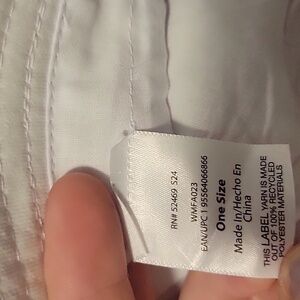 RN# 52469 S24
WMFA023
EAN/UPC 1 95564066866
One Size
Made In/Hecho En
China
THIS LABEL YARN IS MADE
OUT OF 100% RECYCLED
POLYESTER MATERIALS